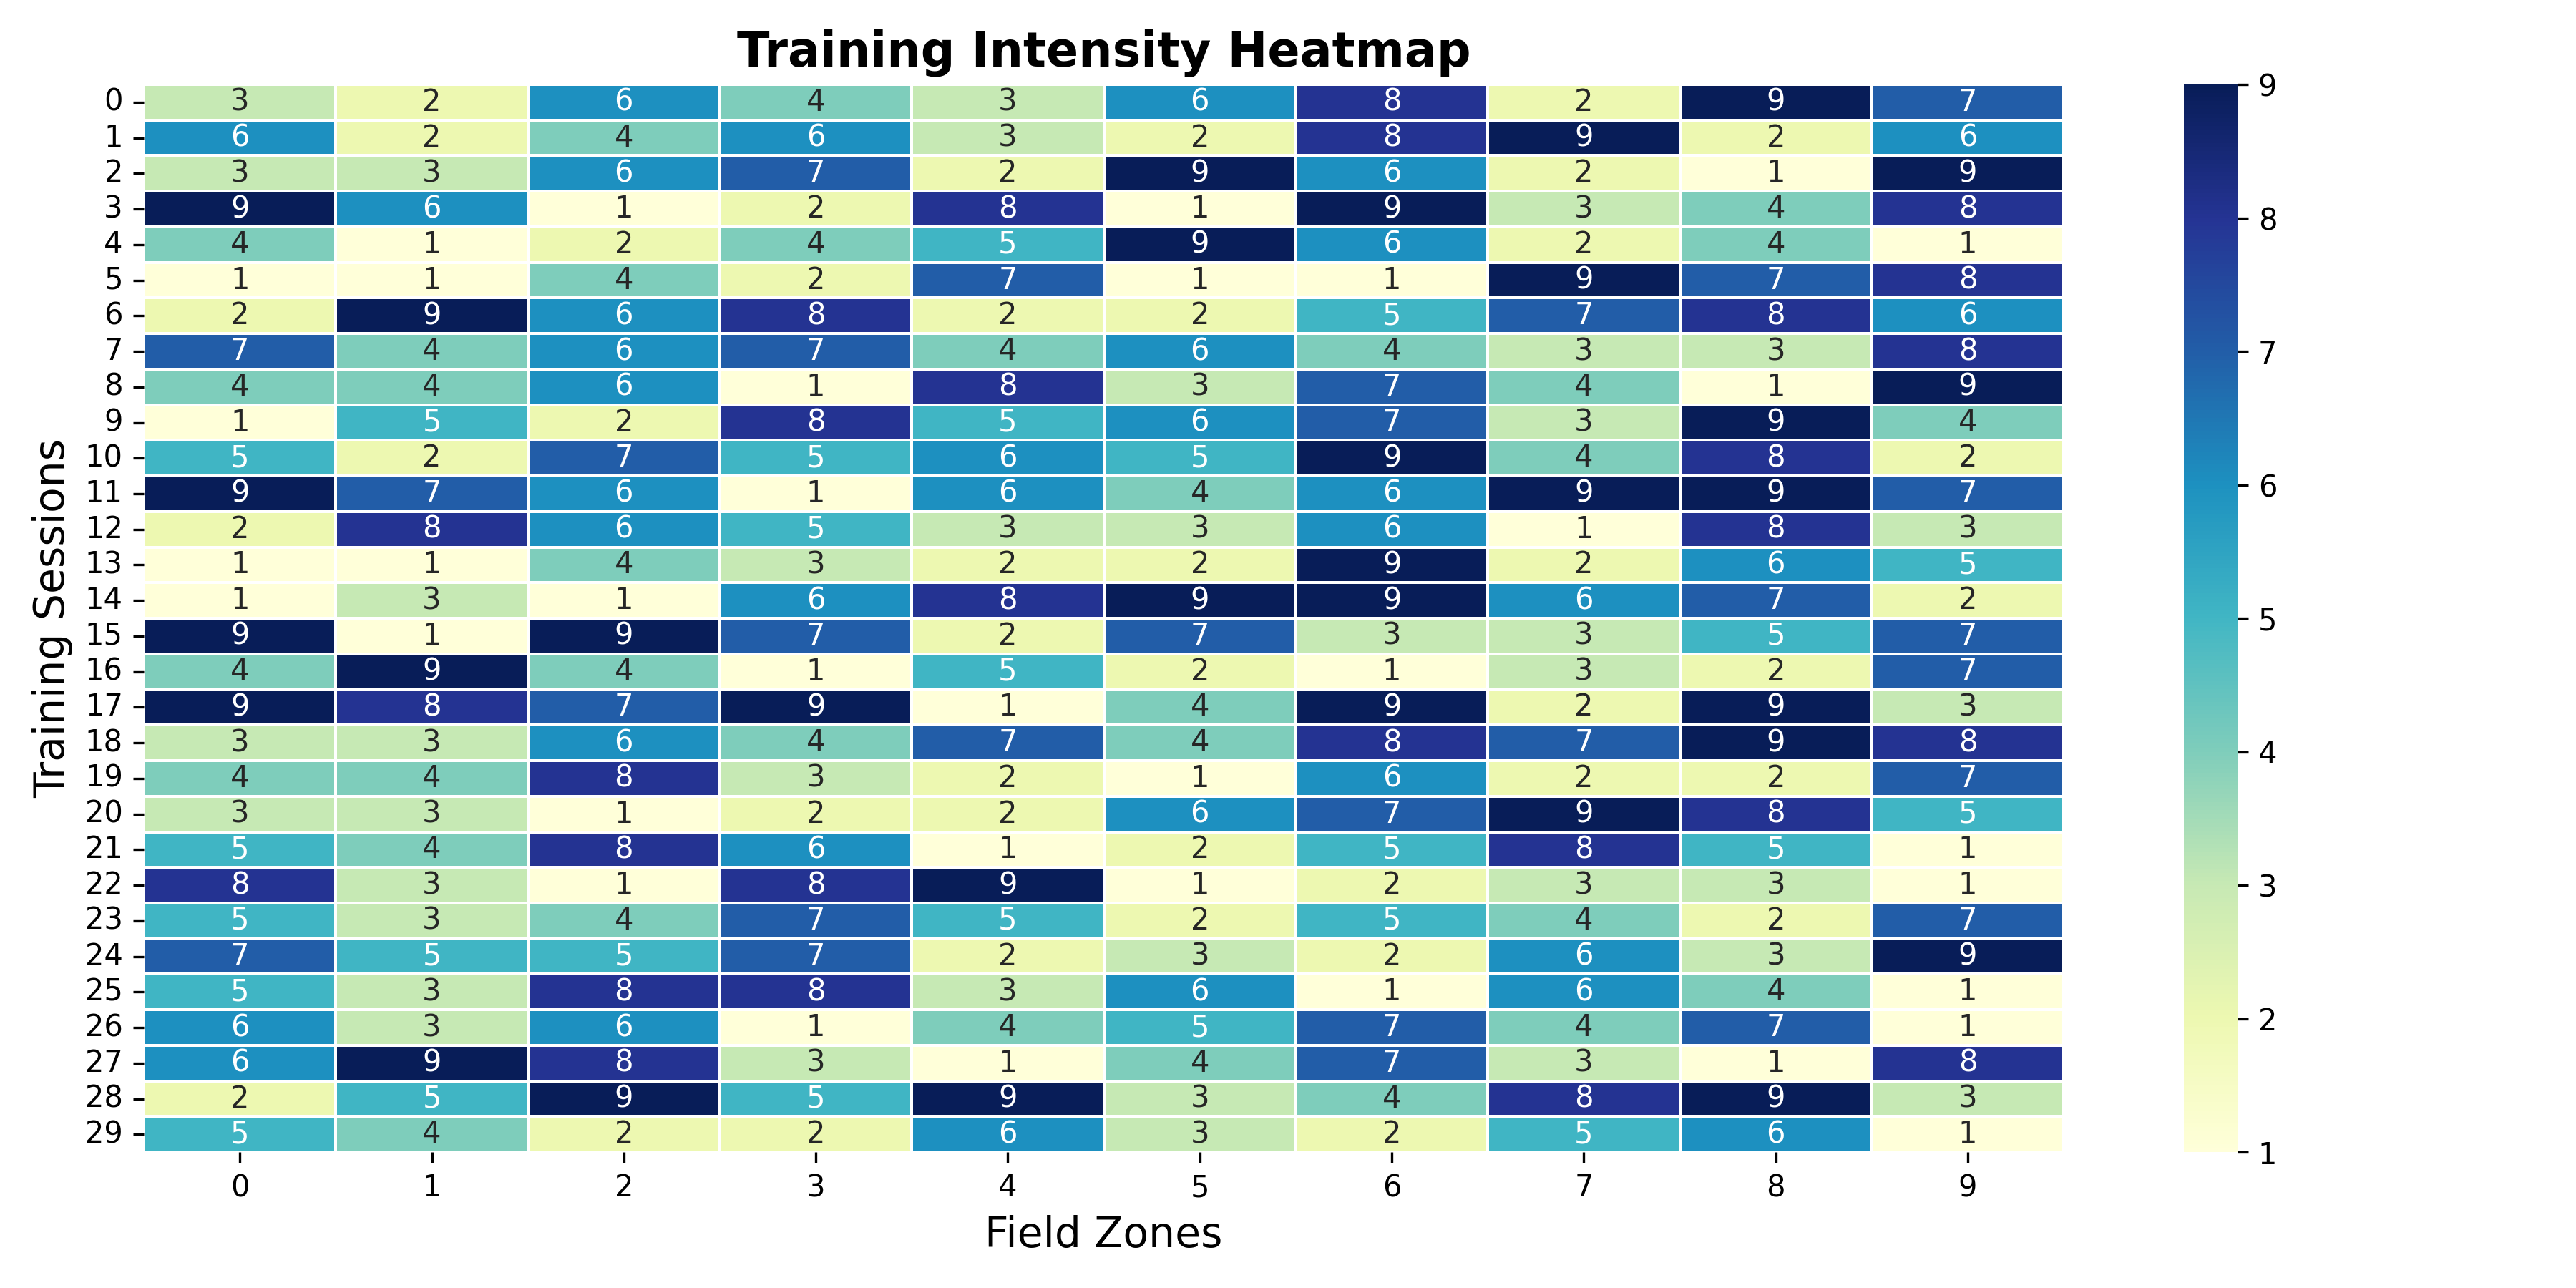 Training Intensity Heatmap
0 3 2 6 4 3 6 8 2 9 7
1 6 2 4 6 3 2 8 9 2 6
2 3 3 6 7 2 9 6 2 1 9
3 9 6 1 2 8 1 9 3 4 8
4 4 1 2 4 5 9 6 2 4 1
5 1 1 4 2 7 1 1 9 7 8
6 2 9 6 8 2 2 5 7 8 6
7 7 4 6 7 4 6 4 3 3 8
8 4 4 6 1 8 3 7 4 1 9
9 1 5 2 8 5 6 7 3 9 4
10 5 2 7 5 6 5 9 4 8 2
11 9 7 6 1 6 4 6 9 9 7
12 2 8 6 5 3 3 6 1 8 3
13 1 1 4 3 2 2 9 2 6 5
14 1 3 1 6 8 9 9 6 7 2
15 9 1 9 7 2 7 3 3 5 7
16 4 9 4 1 5 2 1 3 2 7
17 9 8 7 9 1 4 9 2 9 3
18 3 3 6 4 7 4 8 7 9 8
19 4 4 8 3 2 1 6 2 2 7
20 3 3 1 2 2 6 7 9 8 5
21 5 4 8 6 1 2 5 8 5 1
22 8 3 1 8 9 1 2 3 3 1
23 5 3 4 7 5 2 5 4 2 7
24 7 5 5 7 2 3 2 6 3 9
25 5 3 8 8 3 6 1 6 4 1
26 6 3 6 1 4 5 7 4 7 1
27 6 9 8 3 1 4 7 3 1 8
28 2 5 9 5 9 3 4 8 9 3
29 5 4 2 2 6 3 2 5 6 1
0 1 2 3 4 5 6 7 8 9
Field Zones
Training Sessions
9
8
7
6
5
4
3
2
1